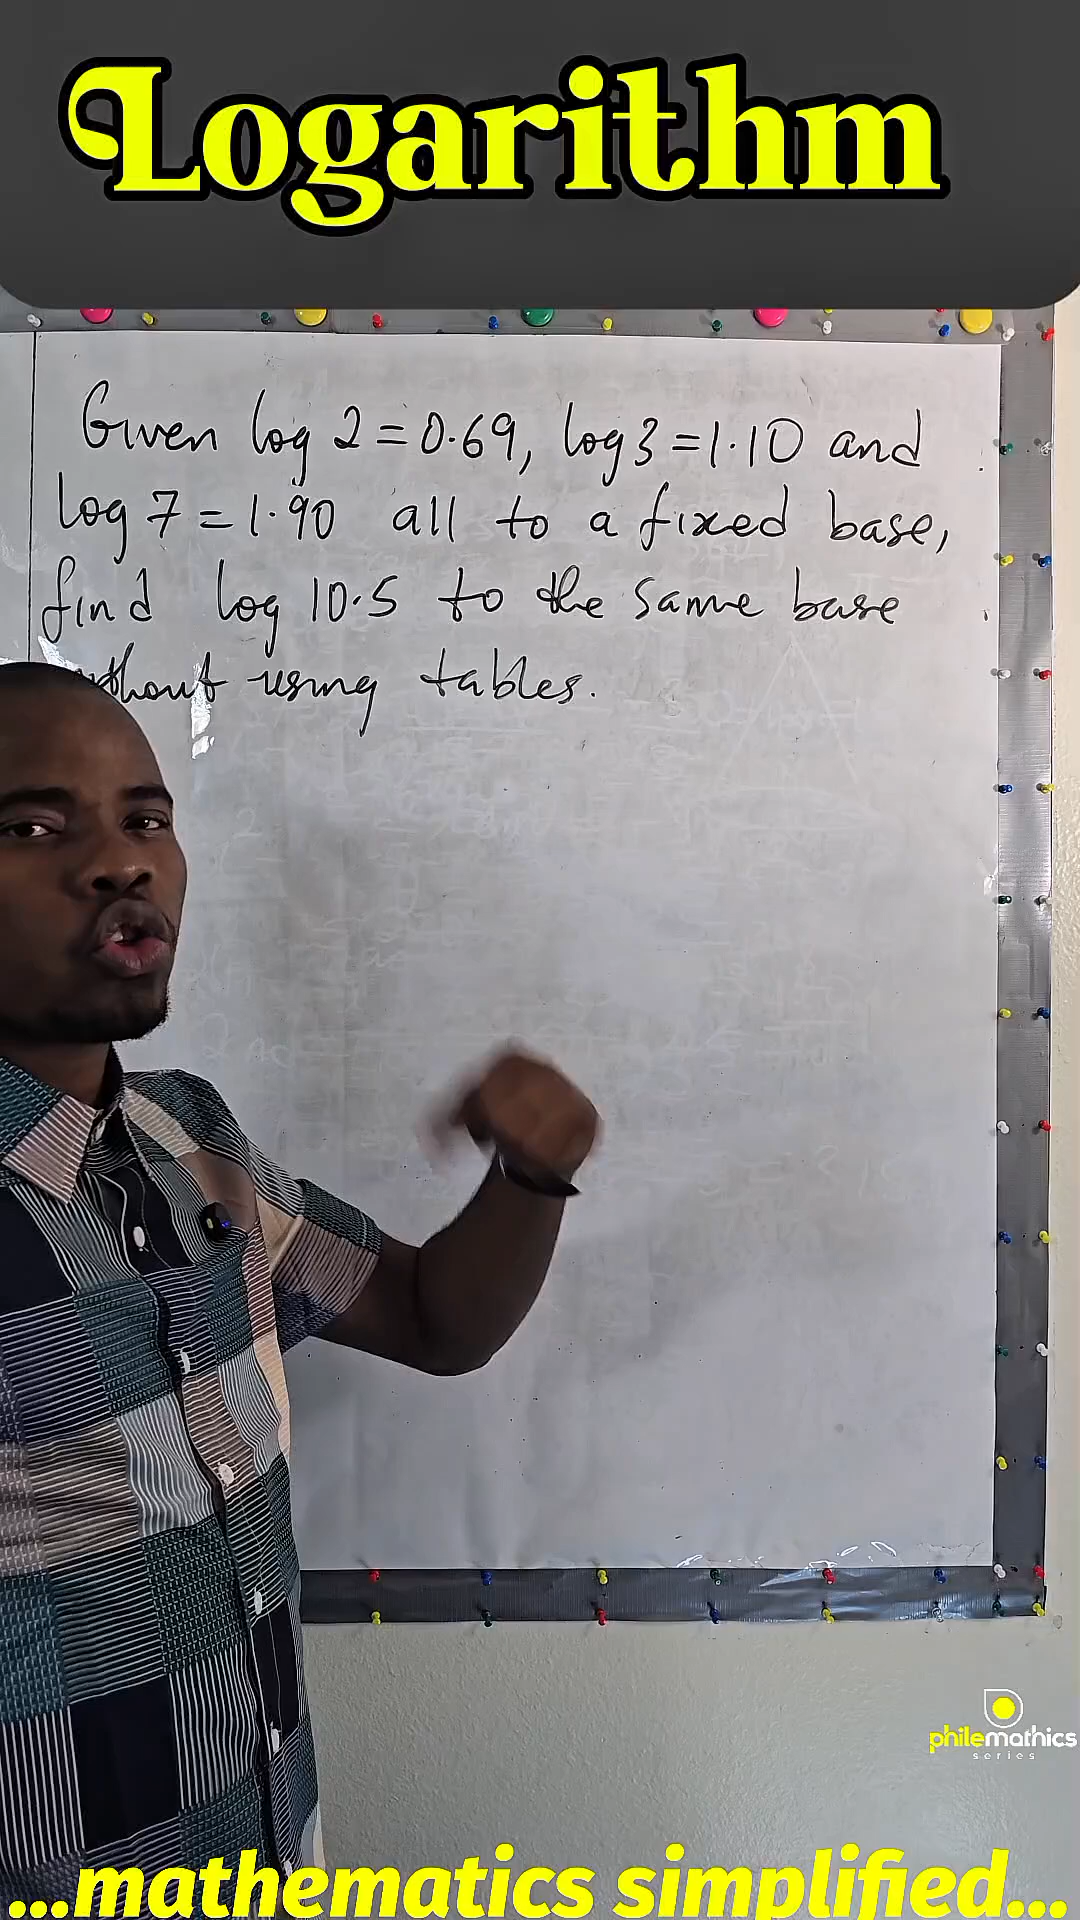 Logarithm
Given log 2 = 0.69, log 3 = 1.10 and
log 7 = 1.90 all to a fixed base,
find log 10.5 to the same base
using tables.
philemathics
series
...mathematics simplified...